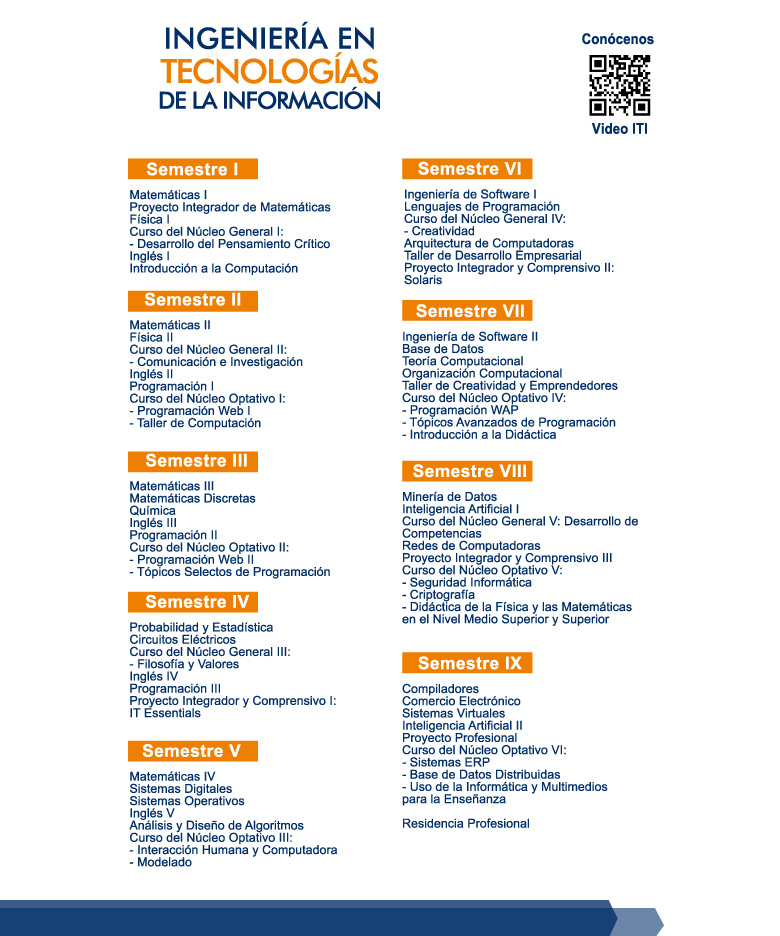 INGENIERÍA EN
TECNOLOGÍAS
DE LA INFORMACIÓN
Conócenos
Video ITI
Semestre I
Matemáticas I
Proyecto Integrador de Matemáticas
Física I
Curso del Núcleo General I:
- Desarrollo del Pensamiento Crítico
Inglés I
Introducción a la Computación
Semestre II
Matemáticas II
Física II
Curso del Núcleo General II:
- Comunicación e Investigación
Inglés II
Programación I
Curso del Núcleo Optativo I:
- Programación Web I
- Taller de Computación
Semestre III
Matemáticas III
Matemáticas Discretas
Química
Inglés III
Programación II
Curso del Núcleo Optativo II:
- Programación Web II
- Tópicos Selectos de Programación
Semestre IV
Probabilidad y Estadística
Circuitos Eléctricos
Curso del Núcleo General III:
- Filosofía y Valores
Inglés IV
Programación III
Proyecto Integrador y Comprensivo I:
IT Essentials
Semestre V
Matemáticas IV
Sistemas Digitales
Sistemas Operativos
Inglés V
Análisis y Diseño de Algoritmos
Curso del Núcleo Optativo III:
- Interacción Humana y Computadora
- Modelado
Semestre VI
Ingeniería de Software I
Lenguajes de Programación
Curso del Núcleo General IV:
- Creatividad
Arquitectura de Computadoras
Taller de Desarrollo Empresarial
Proyecto Integrador y Comprensivo II:
Solaris
Semestre VII
Ingeniería de Software II
Base de Datos
Teoría Computacional
Organización Computacional
Taller de Creatividad y Emprendedores
Curso del Núcleo Optativo IV:
- Programación WAP
- Tópicos Avanzados de Programación
- Introducción a la Didáctica
Semestre VIII
Minería de Datos
Inteligencia Artificial I
Curso del Núcleo General V: Desarrollo de
Competencias
Redes de Computadoras
Proyecto Integrador y Comprensivo III
Curso del Núcleo Optativo V:
- Seguridad Informática
- Criptografía
- Didáctica de la Física y las Matemáticas
en el Nivel Medio Superior y Superior
Semestre IX
Compiladores
Comercio Electrónico
Sistemas Virtuales
Inteligencia Artificial II
Proyecto Profesional
Curso del Núcleo Optativo VI:
- Sistemas ERP
- Base de Datos Distribuidas
- Uso de la Informática y Multimedios
para la Enseñanza
Residencia Profesional